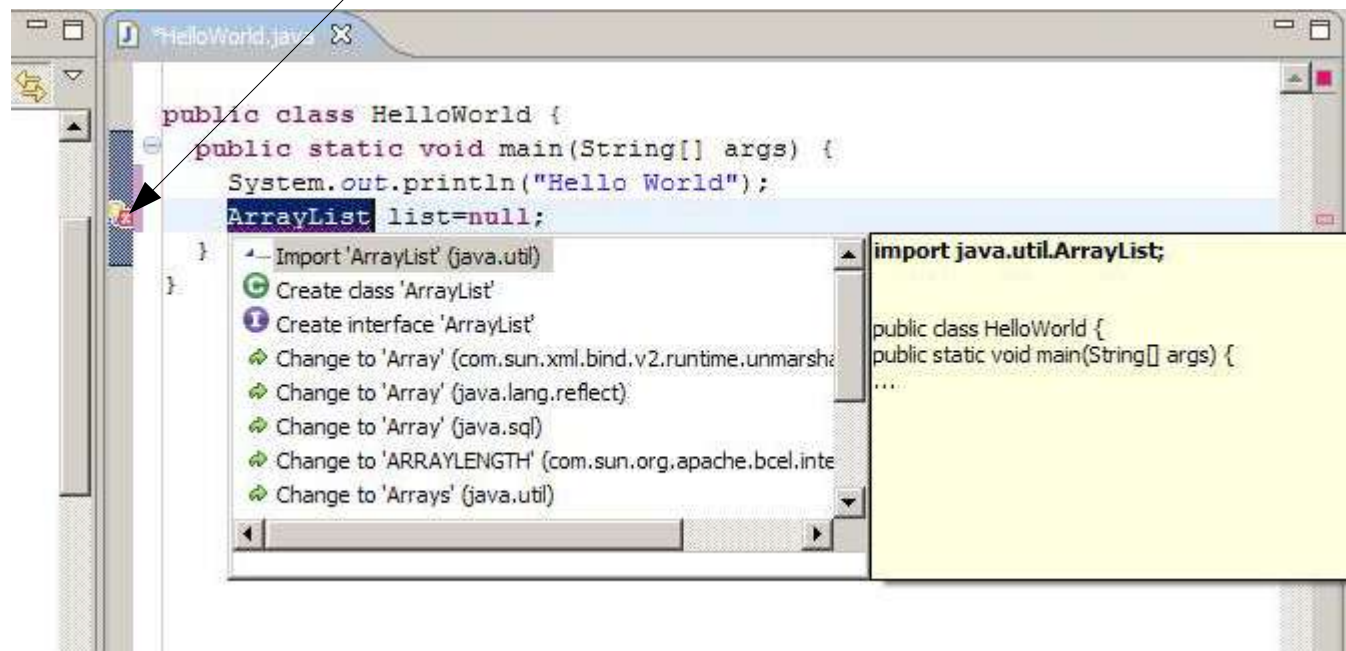 *HelloWorld.java
public class HelloWorld {
public static void main(String[] args) {
System.out.println("Hello World");
ArrayList list=null;
}
}
Import 'ArrayList' (java.util)
Create class 'ArrayList'
Create interface 'ArrayList'
Change to 'Array' (com.sun.xml.bind.v2.runtime.unmarsha
Change to 'Array' (java.lang.reflect)
Change to 'Array' (java.sql)
Change to 'ARRAYLENGTH' (com.sun.org.apache.bcel.inte
Change to 'Arrays' (java.util)
import java.util.ArrayList;
public class HelloWorld {
public static void main(String[] args) {
...